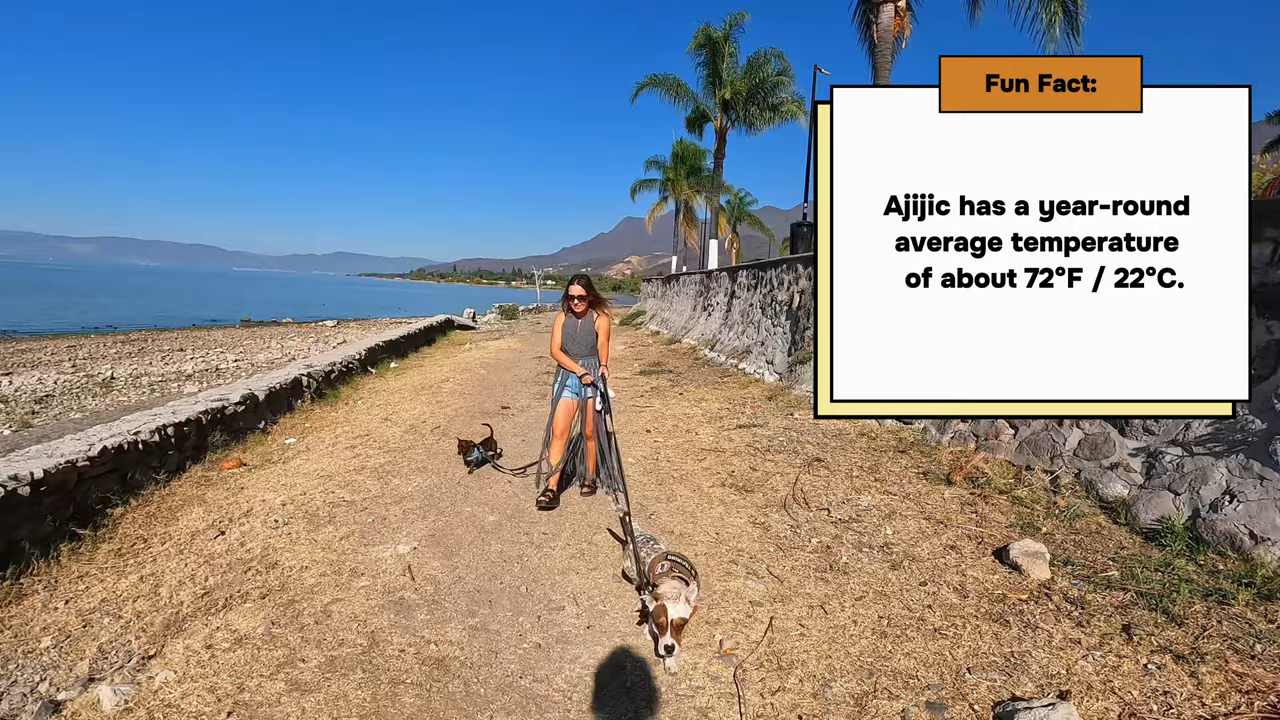 Fun Fact:
Ajijic has a year-round
average temperature
of about 72°F / 22°C.